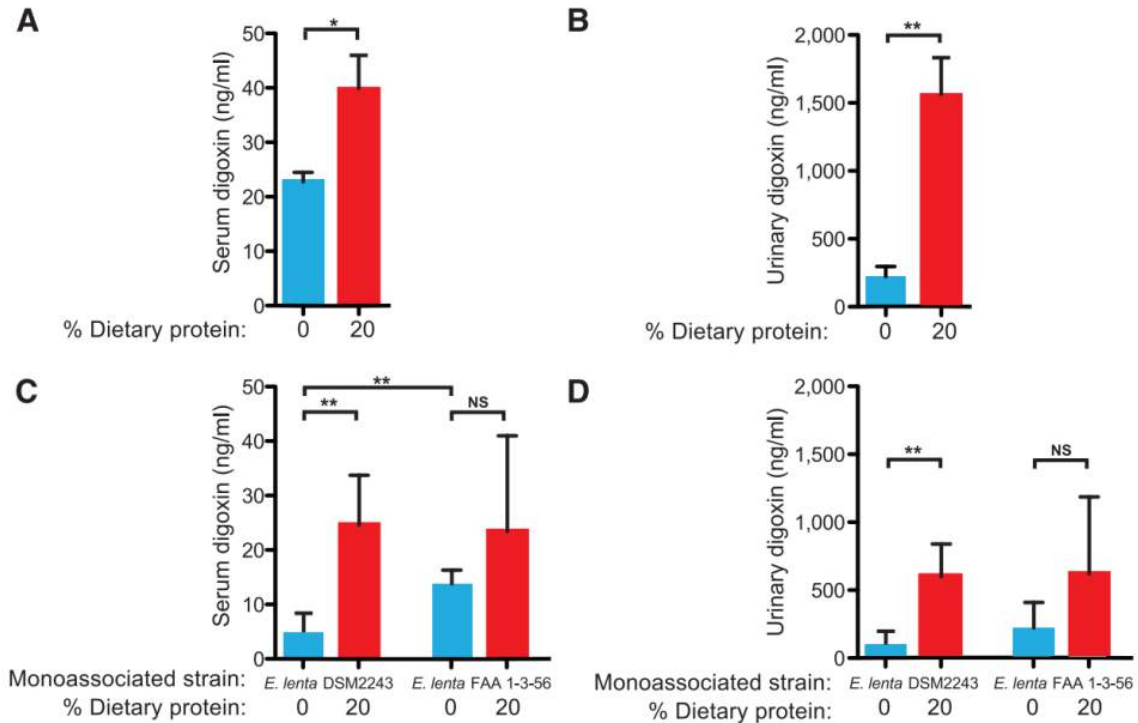 A
*
50
40
30
20
10
0
Serum digoxin (ng/ml)
% Dietary protein: 0 20
B
**
2,000
1,500
1,000
500
0
Urinary digoxin (ng/ml)
% Dietary protein: 0 20
C
**
** NS
50
40
30
20
10
0
Serum digoxin (ng/ml)
Monoassociated strain: E. lenta DSM2243 E. lenta FAA 1-3-56
% Dietary protein: 0 20 0 20
D
** NS
2,000
1,500
1,000
500
0
Urinary digoxin (ng/ml)
Monoassociated strain: E. lenta DSM2243 E. lenta FAA 1-3-56
% Dietary protein: 0 20 0 20